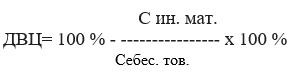 С ин. мат.
ДВЦ= 100 % - ---------------- х 100 %
Себес. тов.